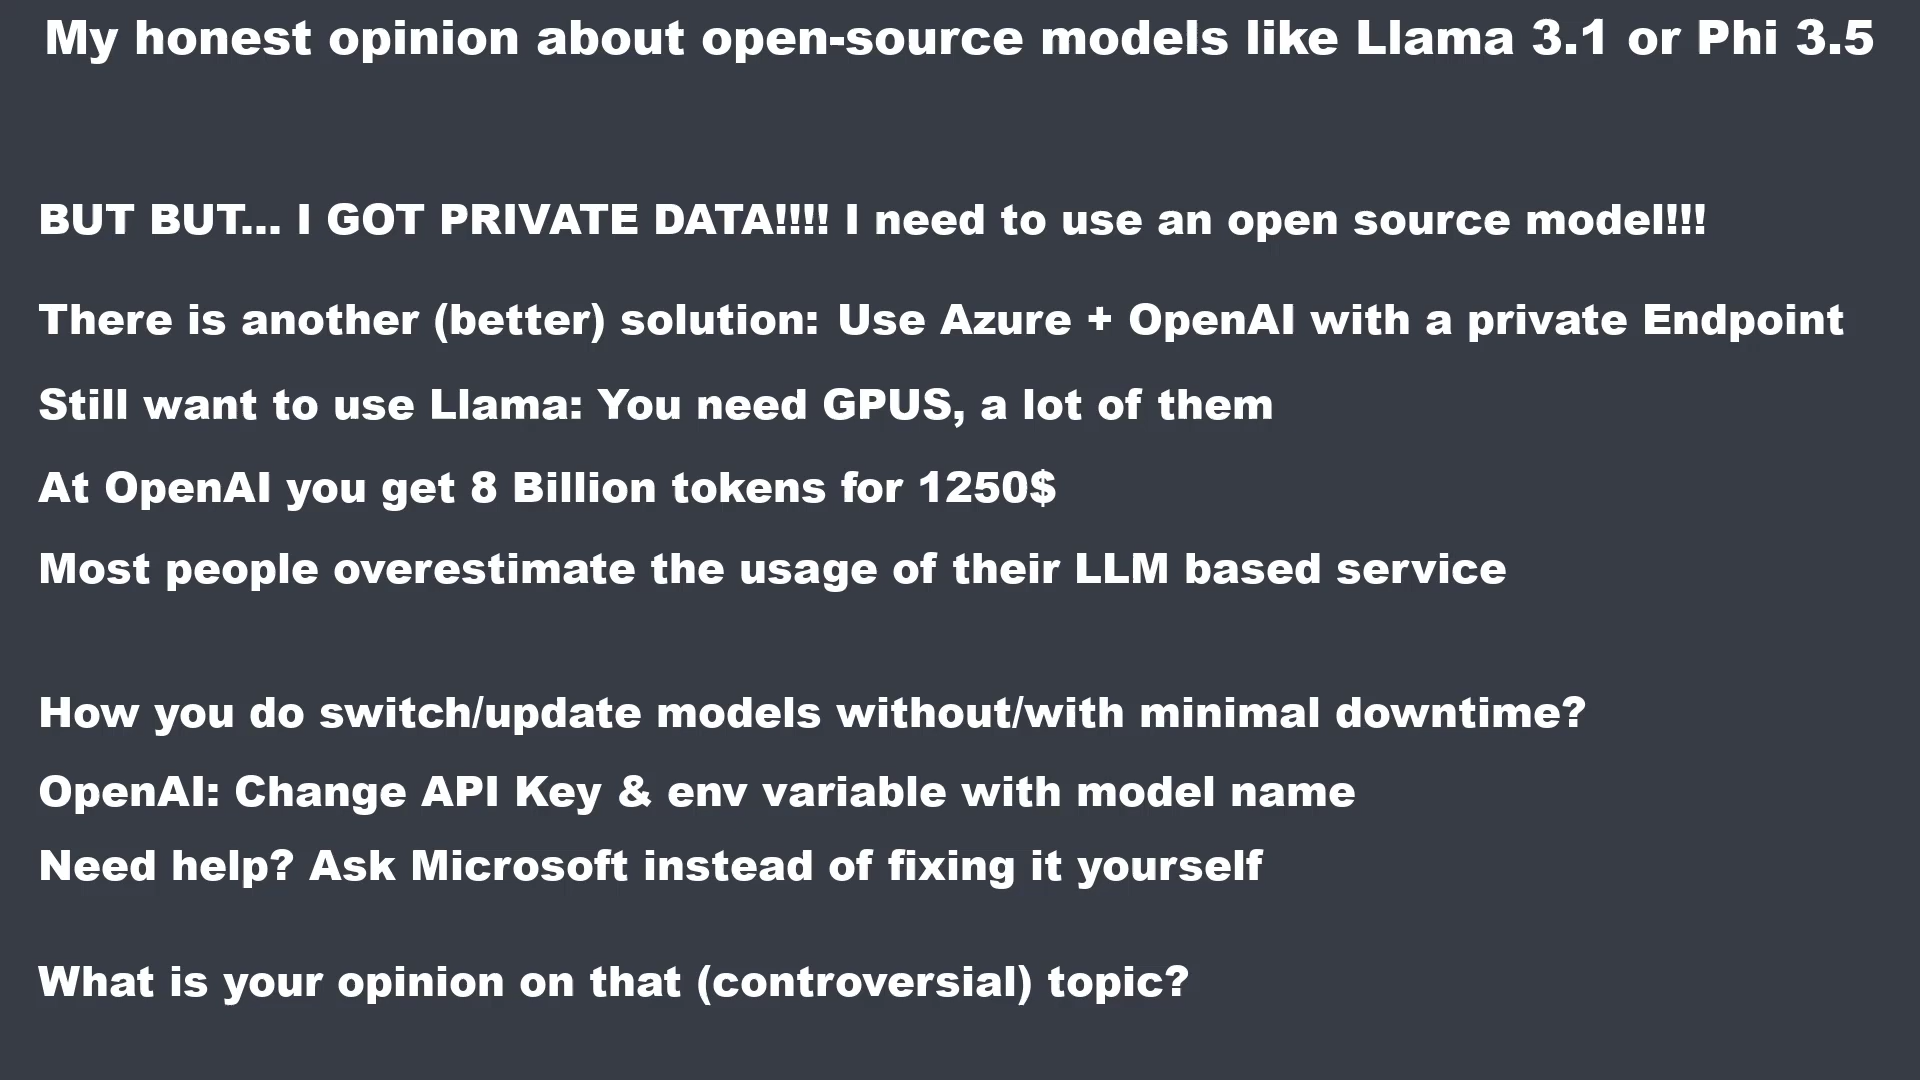 My honest opinion about open-source models like Llama 3.1 or Phi 3.5
BUT BUT... I GOT PRIVATE DATA!!!! I need to use an open source model!!!
There is another (better) solution: Use Azure + OpenAI with a private Endpoint
Still want to use Llama: You need GPUS, a lot of them
At OpenAI you get 8 Billion tokens for 1250$
Most people overestimate the usage of their LLM based service
How you do switch/update models without/with minimal downtime?
OpenAI: Change API Key & env variable with model name
Need help? Ask Microsoft instead of fixing it yourself
What is your opinion on that (controversial) topic?